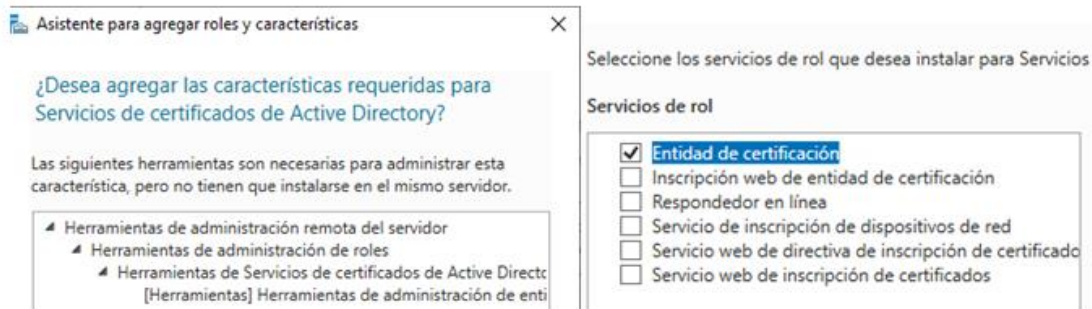 Asistente para agregar roles y características
¿Desea agregar las características requeridas para
Servicios de certificados de Active Directory?
Las siguientes herramientas son necesarias para administrar esta
característica, pero no tienen que instalarse en el mismo servidor.
Herramientas de administración remota del servidor
Herramientas de administración de roles
Herramientas de Servicios de certificados de Active Directc
[Herramientas] Herramientas de administración de enti
Seleccione los servicios de rol que desea instalar para Servicios
Servicios de rol
Entidad de certificación
Inscripción web de entidad de certificación
Respondedor en línea
Servicio de inscripción de dispositivos de red
Servicio web de directiva de inscripción de certificado
Servicio web de inscripción de certificados